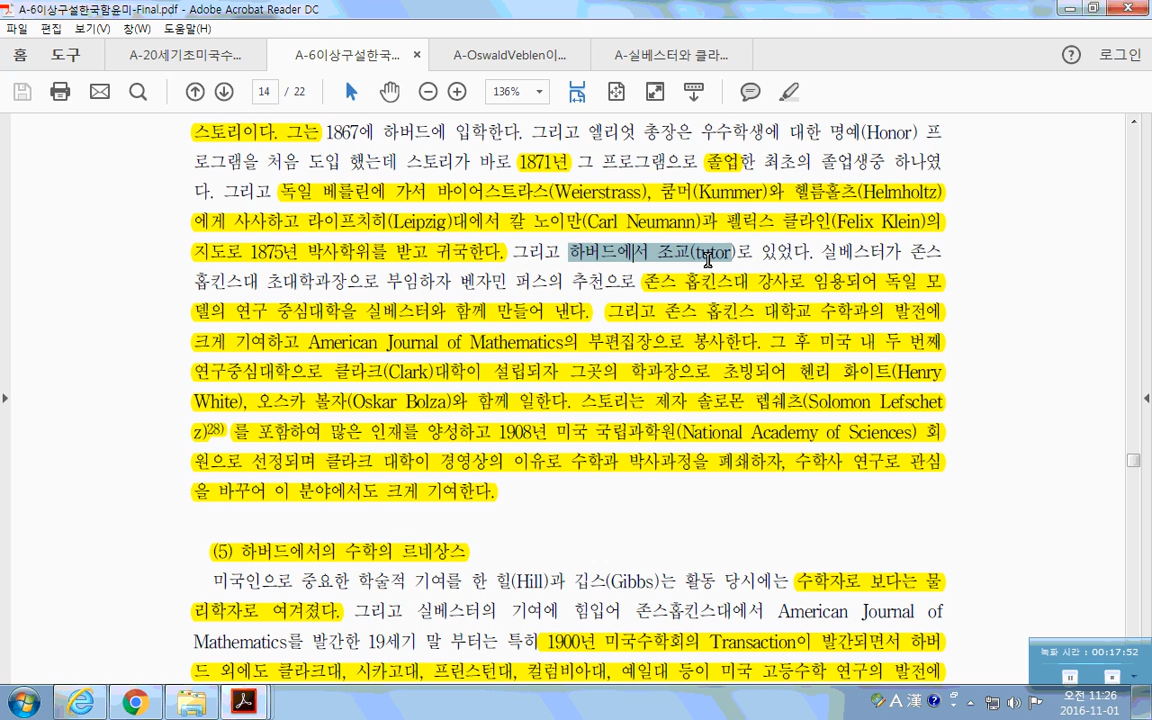 A-6이상구설한국함윤미-Final.pdf - Adobe Acrobat Reader DC
파일 편집 보기(V) 창(W) 도움말(H)
홈 도구 A-20세기초미국수... A-6이상구설한국... × A-OswaldVeblen이... A-실베스터와 클라... 로그인
14 / 22 136%
스토리이다. 그는 1867에 하버드에 입학한다. 그리고 엘리엇 총장은 우수학생에 대한 명예(Honor) 프
로그램을 처음 도입 했는데 스토리가 바로 1871년 그 프로그램으로 졸업한 최초의 졸업생중 하나였
다. 그리고 독일 베를린에 가서 바이어스트라스(Weierstrass), 쿰머(Kummer)와 헬름홀츠(Helmholtz)
에게 사사하고 라이프치히(Leipzig)대에서 칼 노이만(Carl Neumann)과 펠릭스 클라인(Felix Klein)의
지도로 1875년 박사학위를 받고 귀국한다. 그리고 하버드에서 조교(tutor)로 있었다. 실베스터가 존스
홉킨스대 초대학과장으로 부임하자 벤자민 퍼스의 추천으로 존스 홉킨스대 강사로 임용되어 독일 모
델의 연구 중심대학을 실베스터와 함께 만들어 낸다. 그리고 존스 홉킨스 대학교 수학과의 발전에
크게 기여하고 American Journal of Mathematics의 부편집장으로 봉사한다. 그 후 미국 내 두 번째
연구중심대학으로 클라크(Clark)대학이 설립되자 그곳의 학과장으로 초빙되어 헨리 화이트(Henry
White), 오스카 볼자(Oskar Bolza)와 함께 일한다. 스토리는 제자 솔로몬 렙쉐츠(Solomon Lefschet
z)28) 를 포함하여 많은 인재를 양성하고 1908년 미국 국립과학원(National Academy of Sciences) 회
원으로 선정되며 클라크 대학이 경영상의 이유로 수학과 박사과정을 폐쇄하자, 수학사 연구로 관심
을 바꾸어 이 분야에서도 크게 기여한다.
(5) 하버드에서의 수학의 르네상스
미국인으로 중요한 학술적 기여를 한 힐(Hill)과 깁스(Gibbs)는 활동 당시에는 수학자로 보다는 물
리학자로 여겨졌다. 그리고 실베스터의 기여에 힘입어 존스홉킨스대에서 American Journal of
Mathematics를 발간한 19세기 말 부터는 특히 1900년 미국수학회의 Transaction이 발간되면서 하버
드 외에도 클라크대, 시카고대, 프린스턴대, 컬럼비아대, 예일대 등이 미국 고등수학 연구의 발전에
녹화 시간 : 00:17:52
A 漢
오전 11:26
2016-11-01